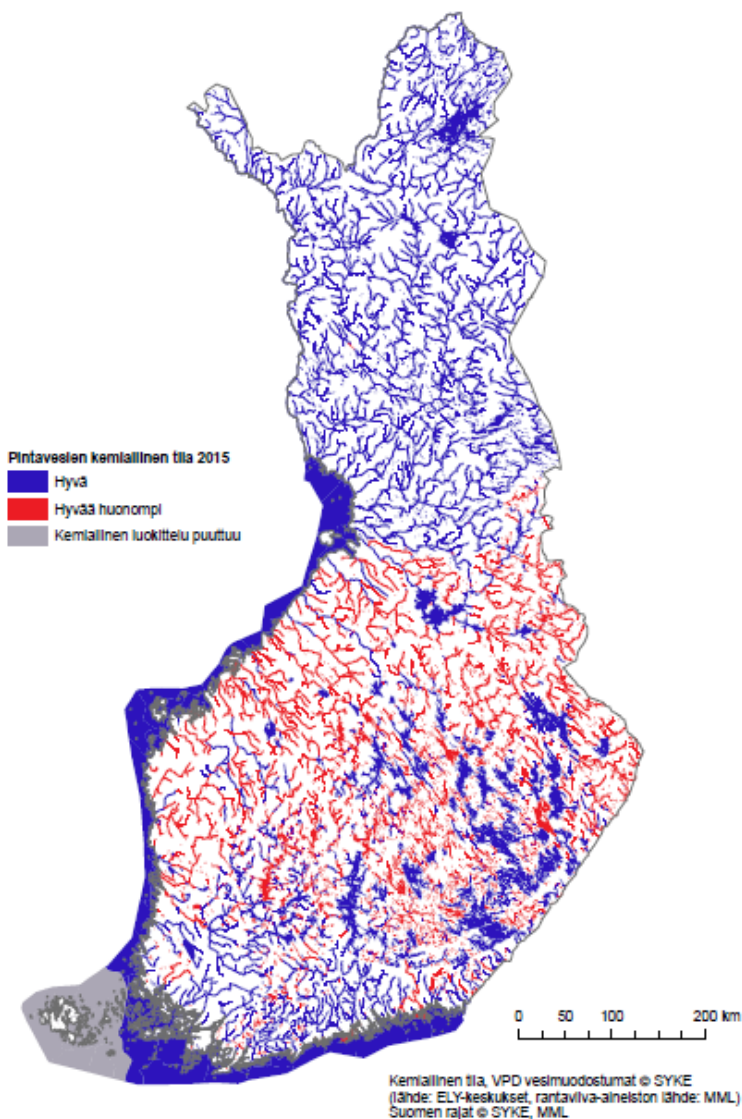 Pintavesien kemiallinen tila 2015
Hyvä
Hyvää huonompi
Kemiallinen luokittelu puuttuu
0 50 100 200 km
Kemiallinen tila, VPD vesimuodostumat © SYKE
(lähde: ELY-keskukset, rantaviiva-aineiston lähde: MML)
Suomen rajat © SYKE, MML